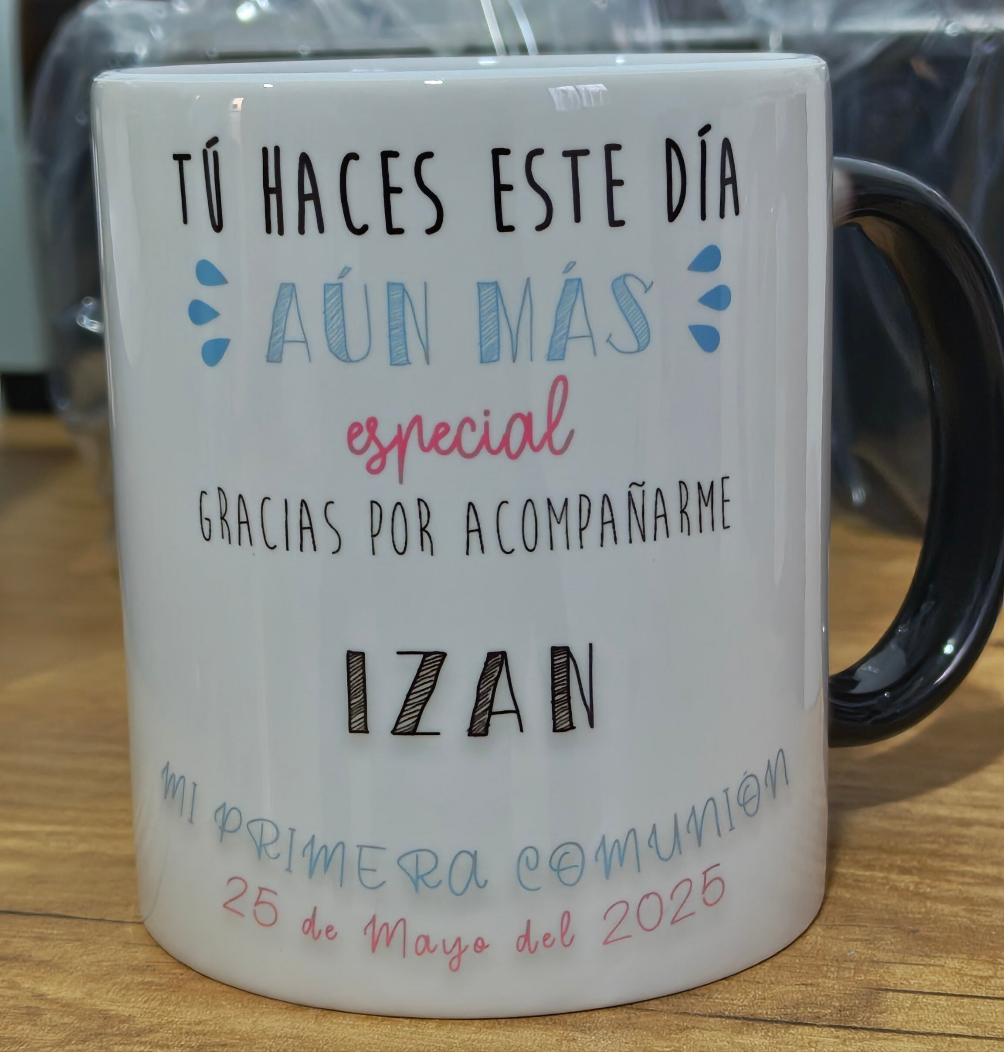 TÚ HACES ESTE DÍA
AÚN MÁS
especial
GRACIAS POR ACOMPAÑARME
IZAN
MI PRIMERA COMUNIÓN
25 de Mayo del 2025